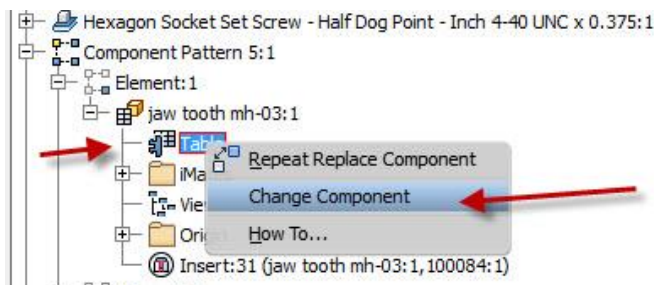 Hexagon Socket Set Screw - Half Dog Point - Inch 4-40 UNC x 0.375:1
Component Pattern 5:1
Element:1
jaw tooth mh-03:1
Table
Repeat Replace Component
Change Component
How To...
Insert:31 (jaw tooth mh-03:1,100084:1)